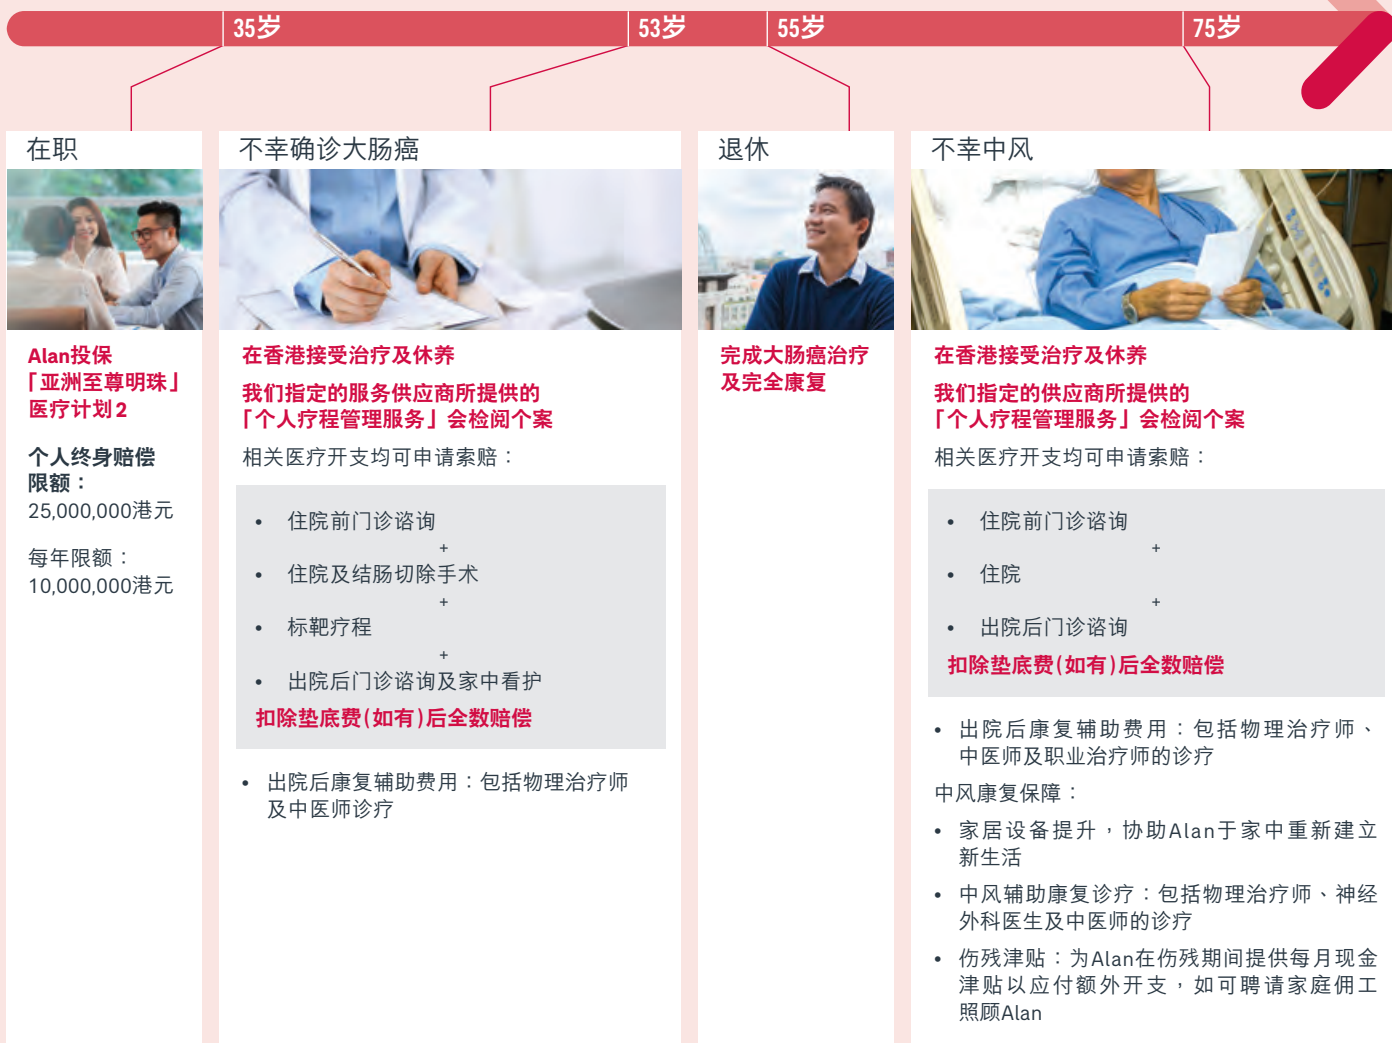 35岁
53岁
55岁
75岁
在职
Alan投保
「亚洲至尊明珠」
医疗计划2
个人终身赔偿
限额：
25,000,000港元
每年限额：
10,000,000港元
不幸确诊大肠癌
在香港接受治疗及休养
我们指定的服务供应商所提供的
「个人疗程管理服务」会检阅个案
相关医疗开支均可申请索赔：
• 住院前门诊谘询
+
• 住院及结肠切除手术
+
• 标靶疗程
+
• 出院后门诊谘询及家中看护
扣除垫底费(如有)后全数赔偿
• 出院后康复辅助费用：包括物理治疗师
及中医师诊疗
退休
完成大肠癌治疗
及完全康复
不幸中风
在香港接受治疗及休养
我们指定的供应商所提供的
「个人疗程管理服务」会检阅个案
相关医疗开支均可申请索赔：
• 住院前门诊谘询
+
• 住院
+
• 出院后门诊谘询
扣除垫底费(如有)后全数赔偿
• 出院后康复辅助费用：包括物理治疗师、
中医师及职业治疗师的诊疗
中风康复保障：
• 家居设备提升，协助Alan于家中重新建立
新生活
• 中风辅助康复诊疗：包括物理治疗师、神经
外科医生及中医师的诊疗
• 伤残津贴：为Alan在伤残期间提供每月现金
津贴以应付额外开支，如可聘请家庭佣工
照顾Alan